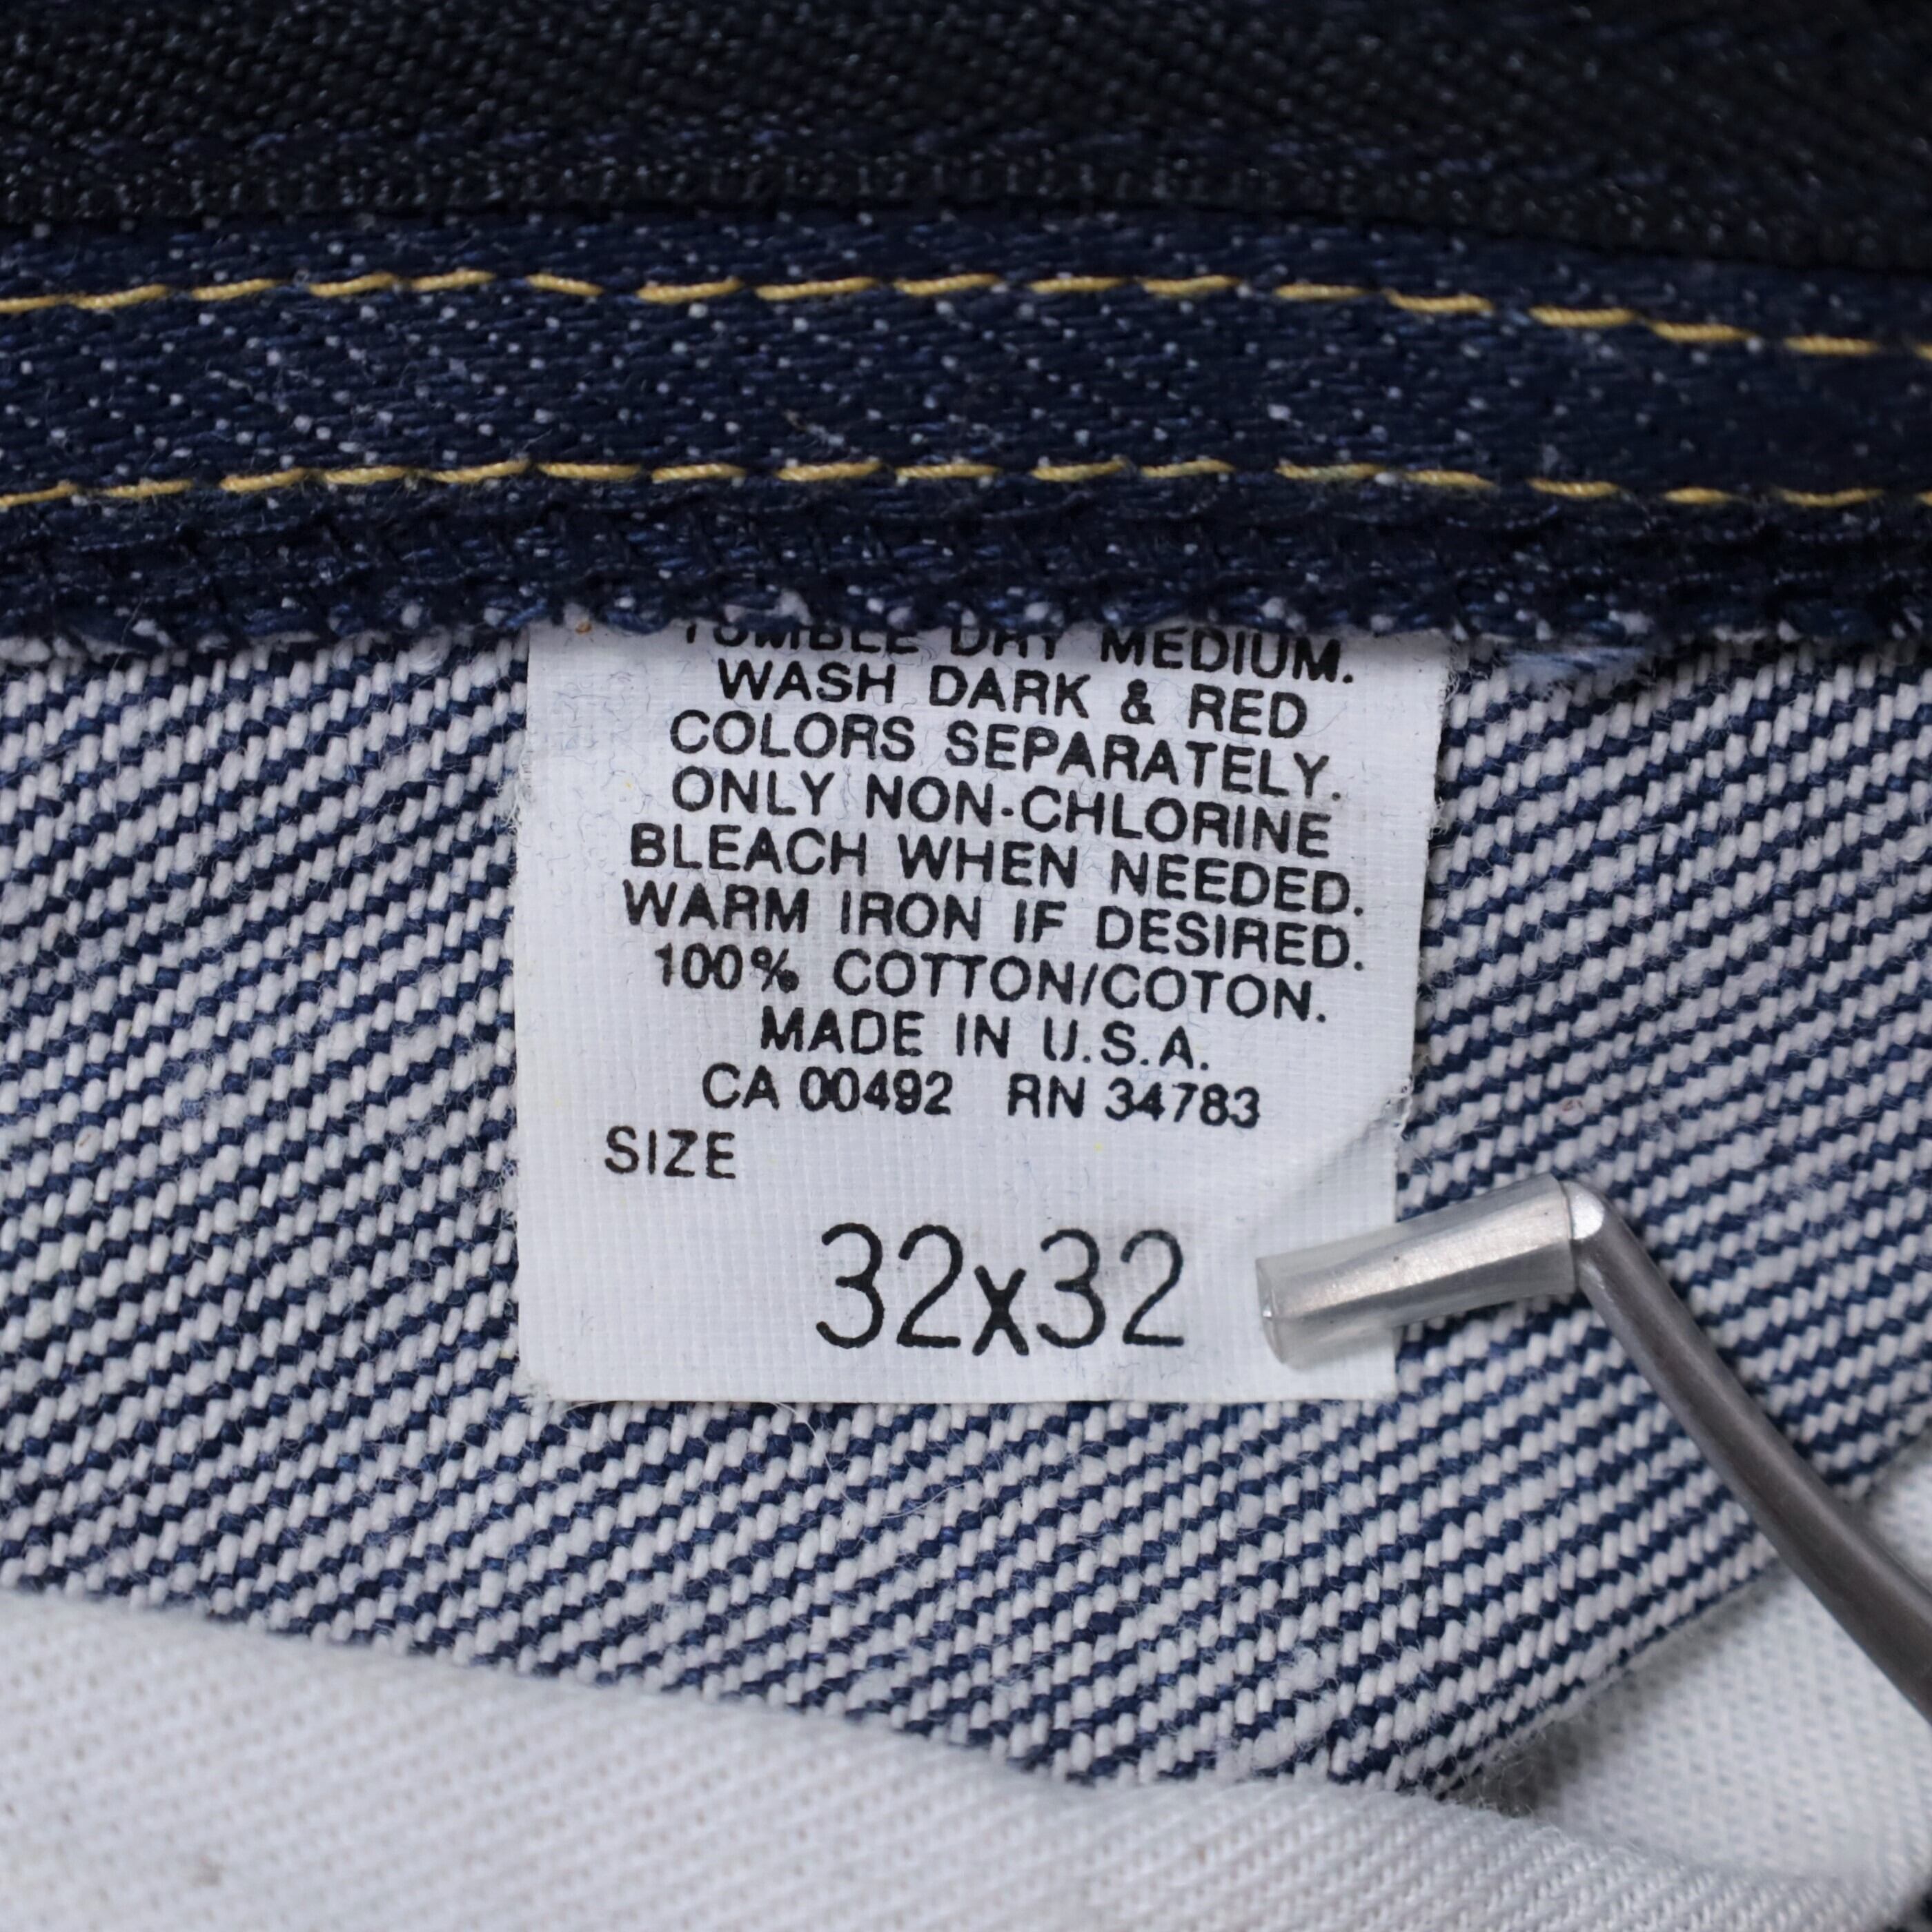 TUMBLE DRY MEDIUM.
WASH DARK & RED
COLORS SEPARATELY.
ONLY NON-CHLORINE
BLEACH WHEN NEEDED.
WARM IRON IF DESIRED.
100% COTTON/COTON.
MADE IN U.S.A.
CA 00492 RN 34783
SIZE
32x32